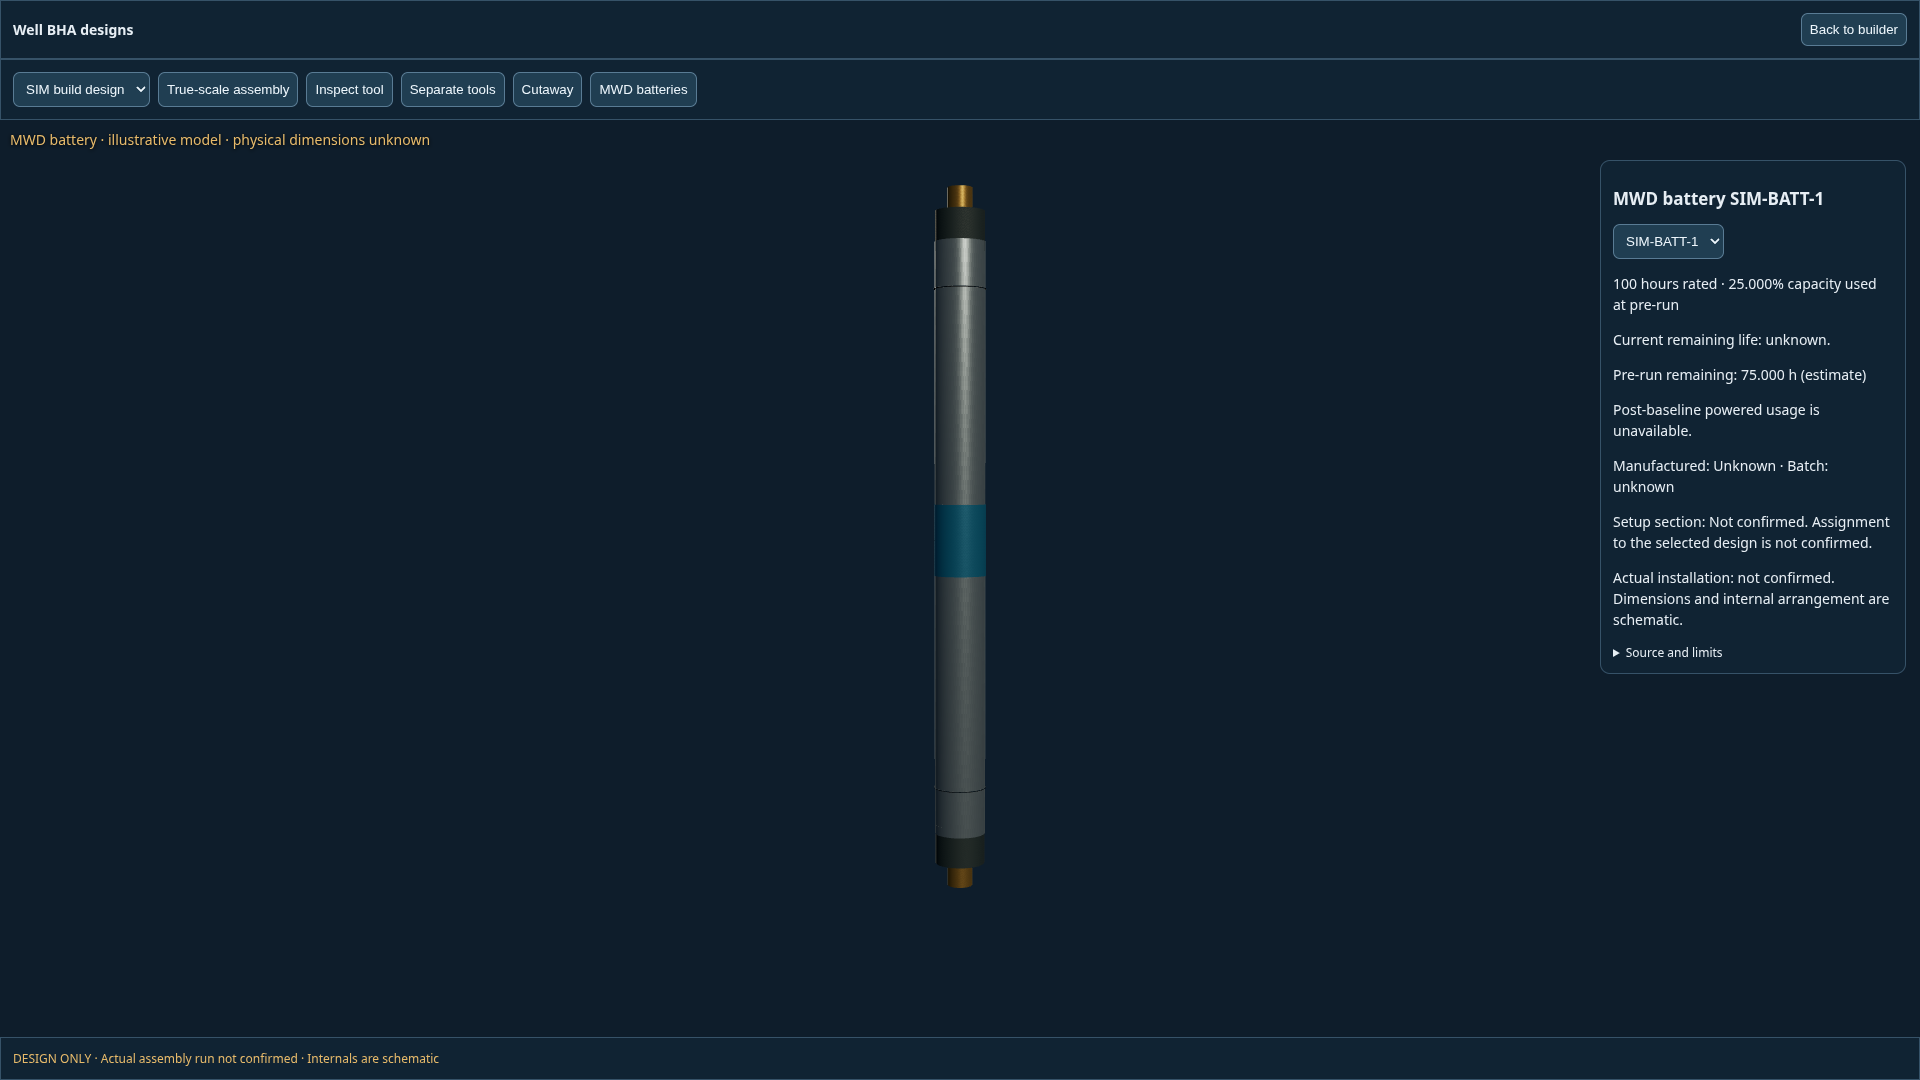 Well BHA designs
Back to builder
SIM build design
True-scale assembly
Inspect tool
Separate tools
Cutaway
MWD batteries
MWD battery · illustrative model · physical dimensions unknown
MWD battery SIM-BATT-1
SIM-BATT-1
100 hours rated · 25.000% capacity used
at pre-run
Current remaining life: unknown.
Pre-run remaining: 75.000 h (estimate)
Post-baseline powered usage is
unavailable.
Manufactured: Unknown · Batch:
unknown
Setup section: Not confirmed. Assignment
to the selected design is not confirmed.
Actual installation: not confirmed.
Dimensions and internal arrangement are
schematic.
Source and limits
DESIGN ONLY · Actual assembly run not confirmed · Internals are schematic